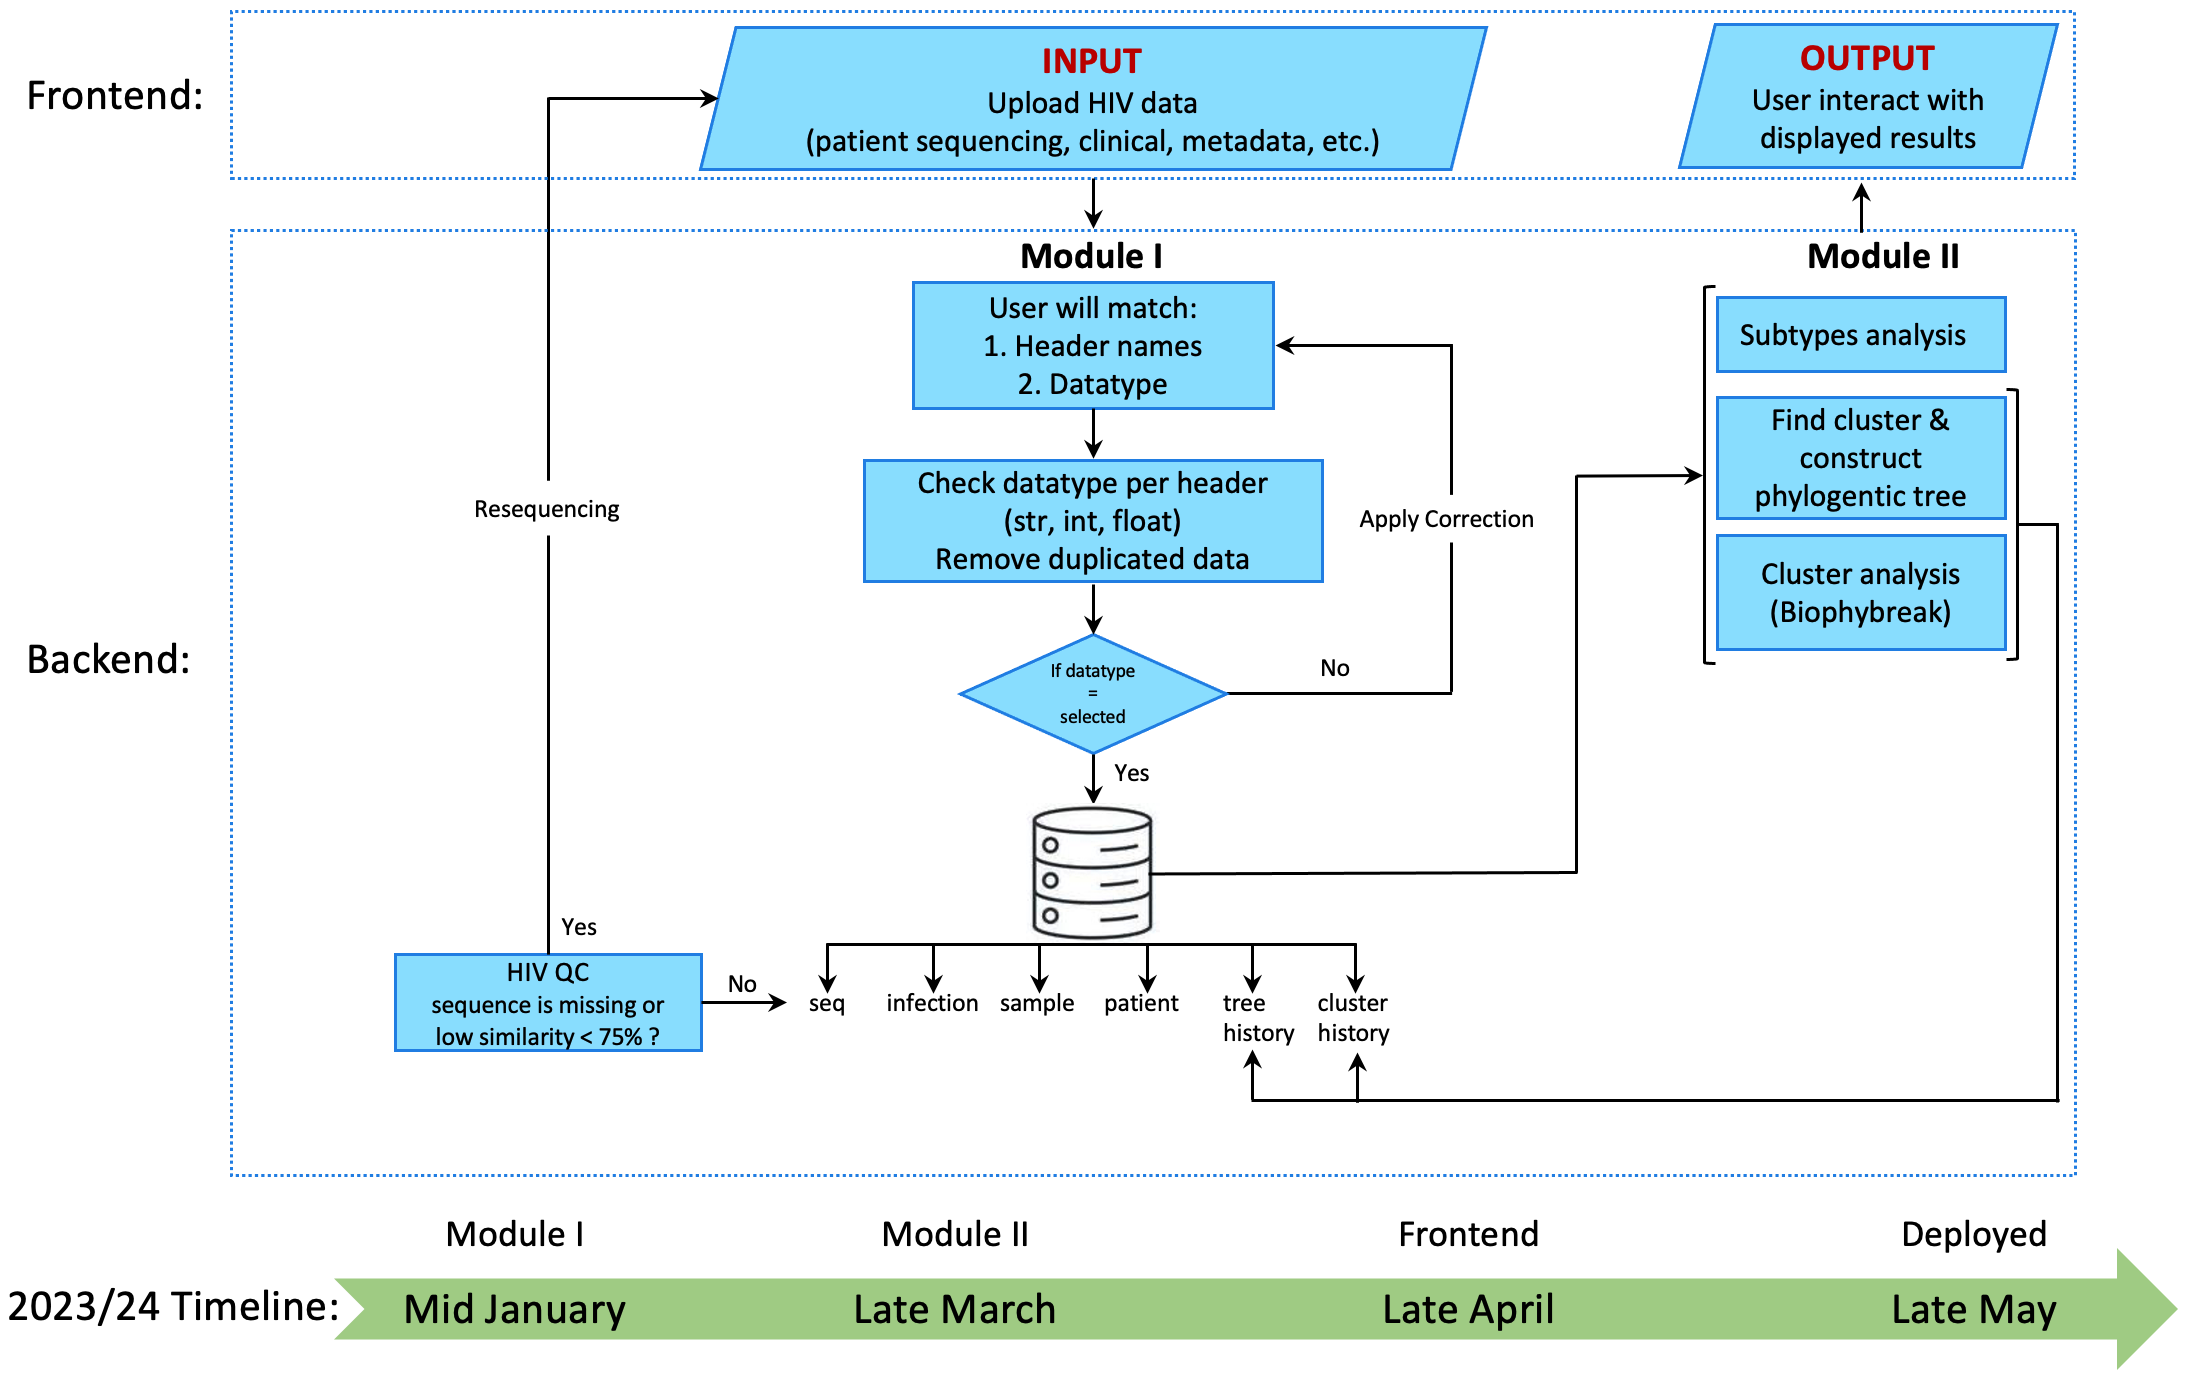 Frontend:
INPUT
Upload HIV data
(patient sequencing, clinical, metadata, etc.)
OUTPUT
User interact with
displayed results
Backend:
Module I
User will match:
1. Header names
2. Datatype
Check datatype per header
(str, int, float)
Remove duplicated data
If datatype
=
selected
No
Apply Correction
Yes
Resequencing
Yes
HIV QC
sequence is missing or
low similarity < 75% ?
No
seq
infection
sample
patient
tree
history
cluster
history
Module II
Subtypes analysis
Find cluster &
construct
phylogentic tree
Cluster analysis
(Biophybreak)
Module I
Module II
Frontend
Deployed
2023/24 Timeline:
Mid January
Late March
Late April
Late May